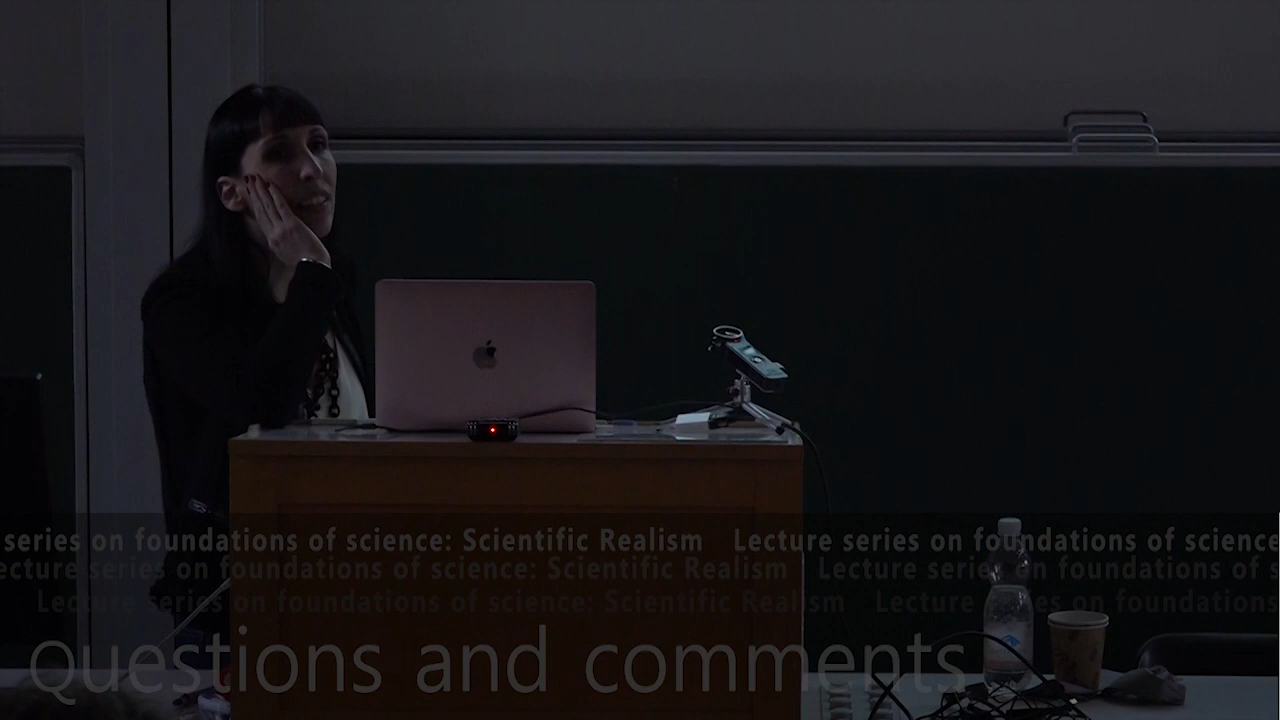 series on foundations of science: Scientific Realism Lecture series on foundations of science
ecture series on foundations of science: Scientific Realism Lecture series on foundations of s
Lecture series on foundations of science: Scientific Realism Lecture series on foundations
questions and comments